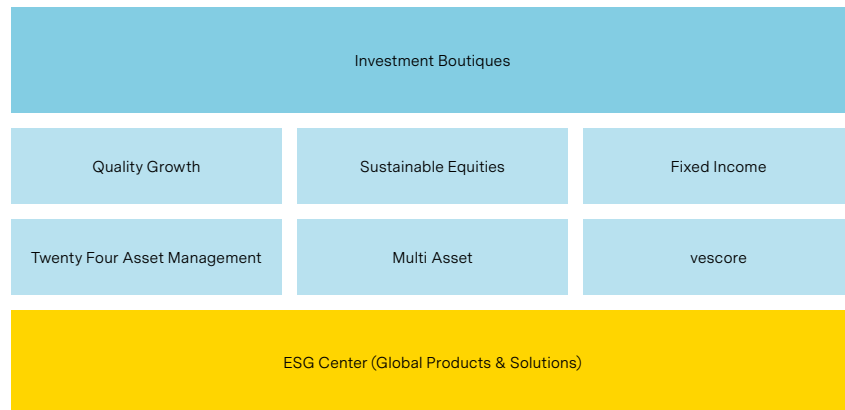 Investment Boutiques
Quality Growth
Sustainable Equities
Fixed Income
Twenty Four Asset Management
Multi Asset
vescore
ESG Center (Global Products & Solutions)